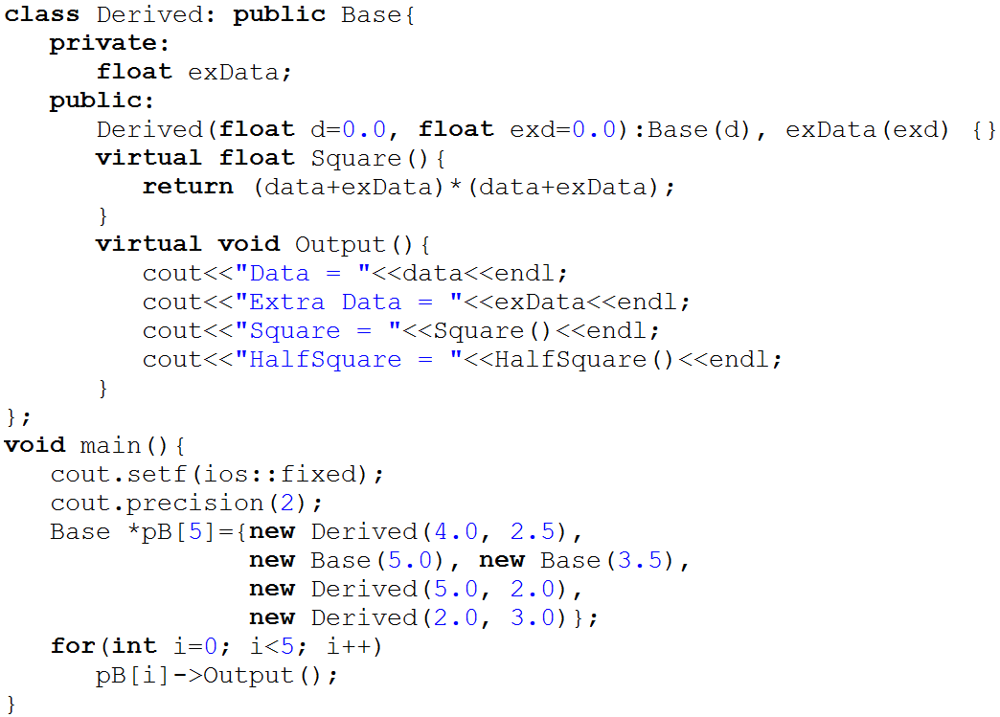 class Derived: public Base{
   private:
      float exData;
   public:
      Derived(float d=0.0, float exd=0.0):Base(d), exData(exd) {}
      virtual float Square(){
         return (data+exData)*(data+exData);
      }
      virtual void Output(){
         cout<<"Data = "<<data<<endl;
         cout<<"Extra Data = "<<exData<<endl;
         cout<<"Square = "<<Square()<<endl;
         cout<<"HalfSquare = "<<HalfSquare()<<endl;
      }
};
void main(){
   cout.setf(ios::fixed);
   cout.precision(2);
   Base *pB[5]={new Derived(4.0, 2.5),
                new Base(5.0), new Base(3.5),
                new Derived(5.0, 2.0),
                new Derived(2.0, 3.0)};
   for(int i=0; i<5; i++)
      pB[i]->Output();
}